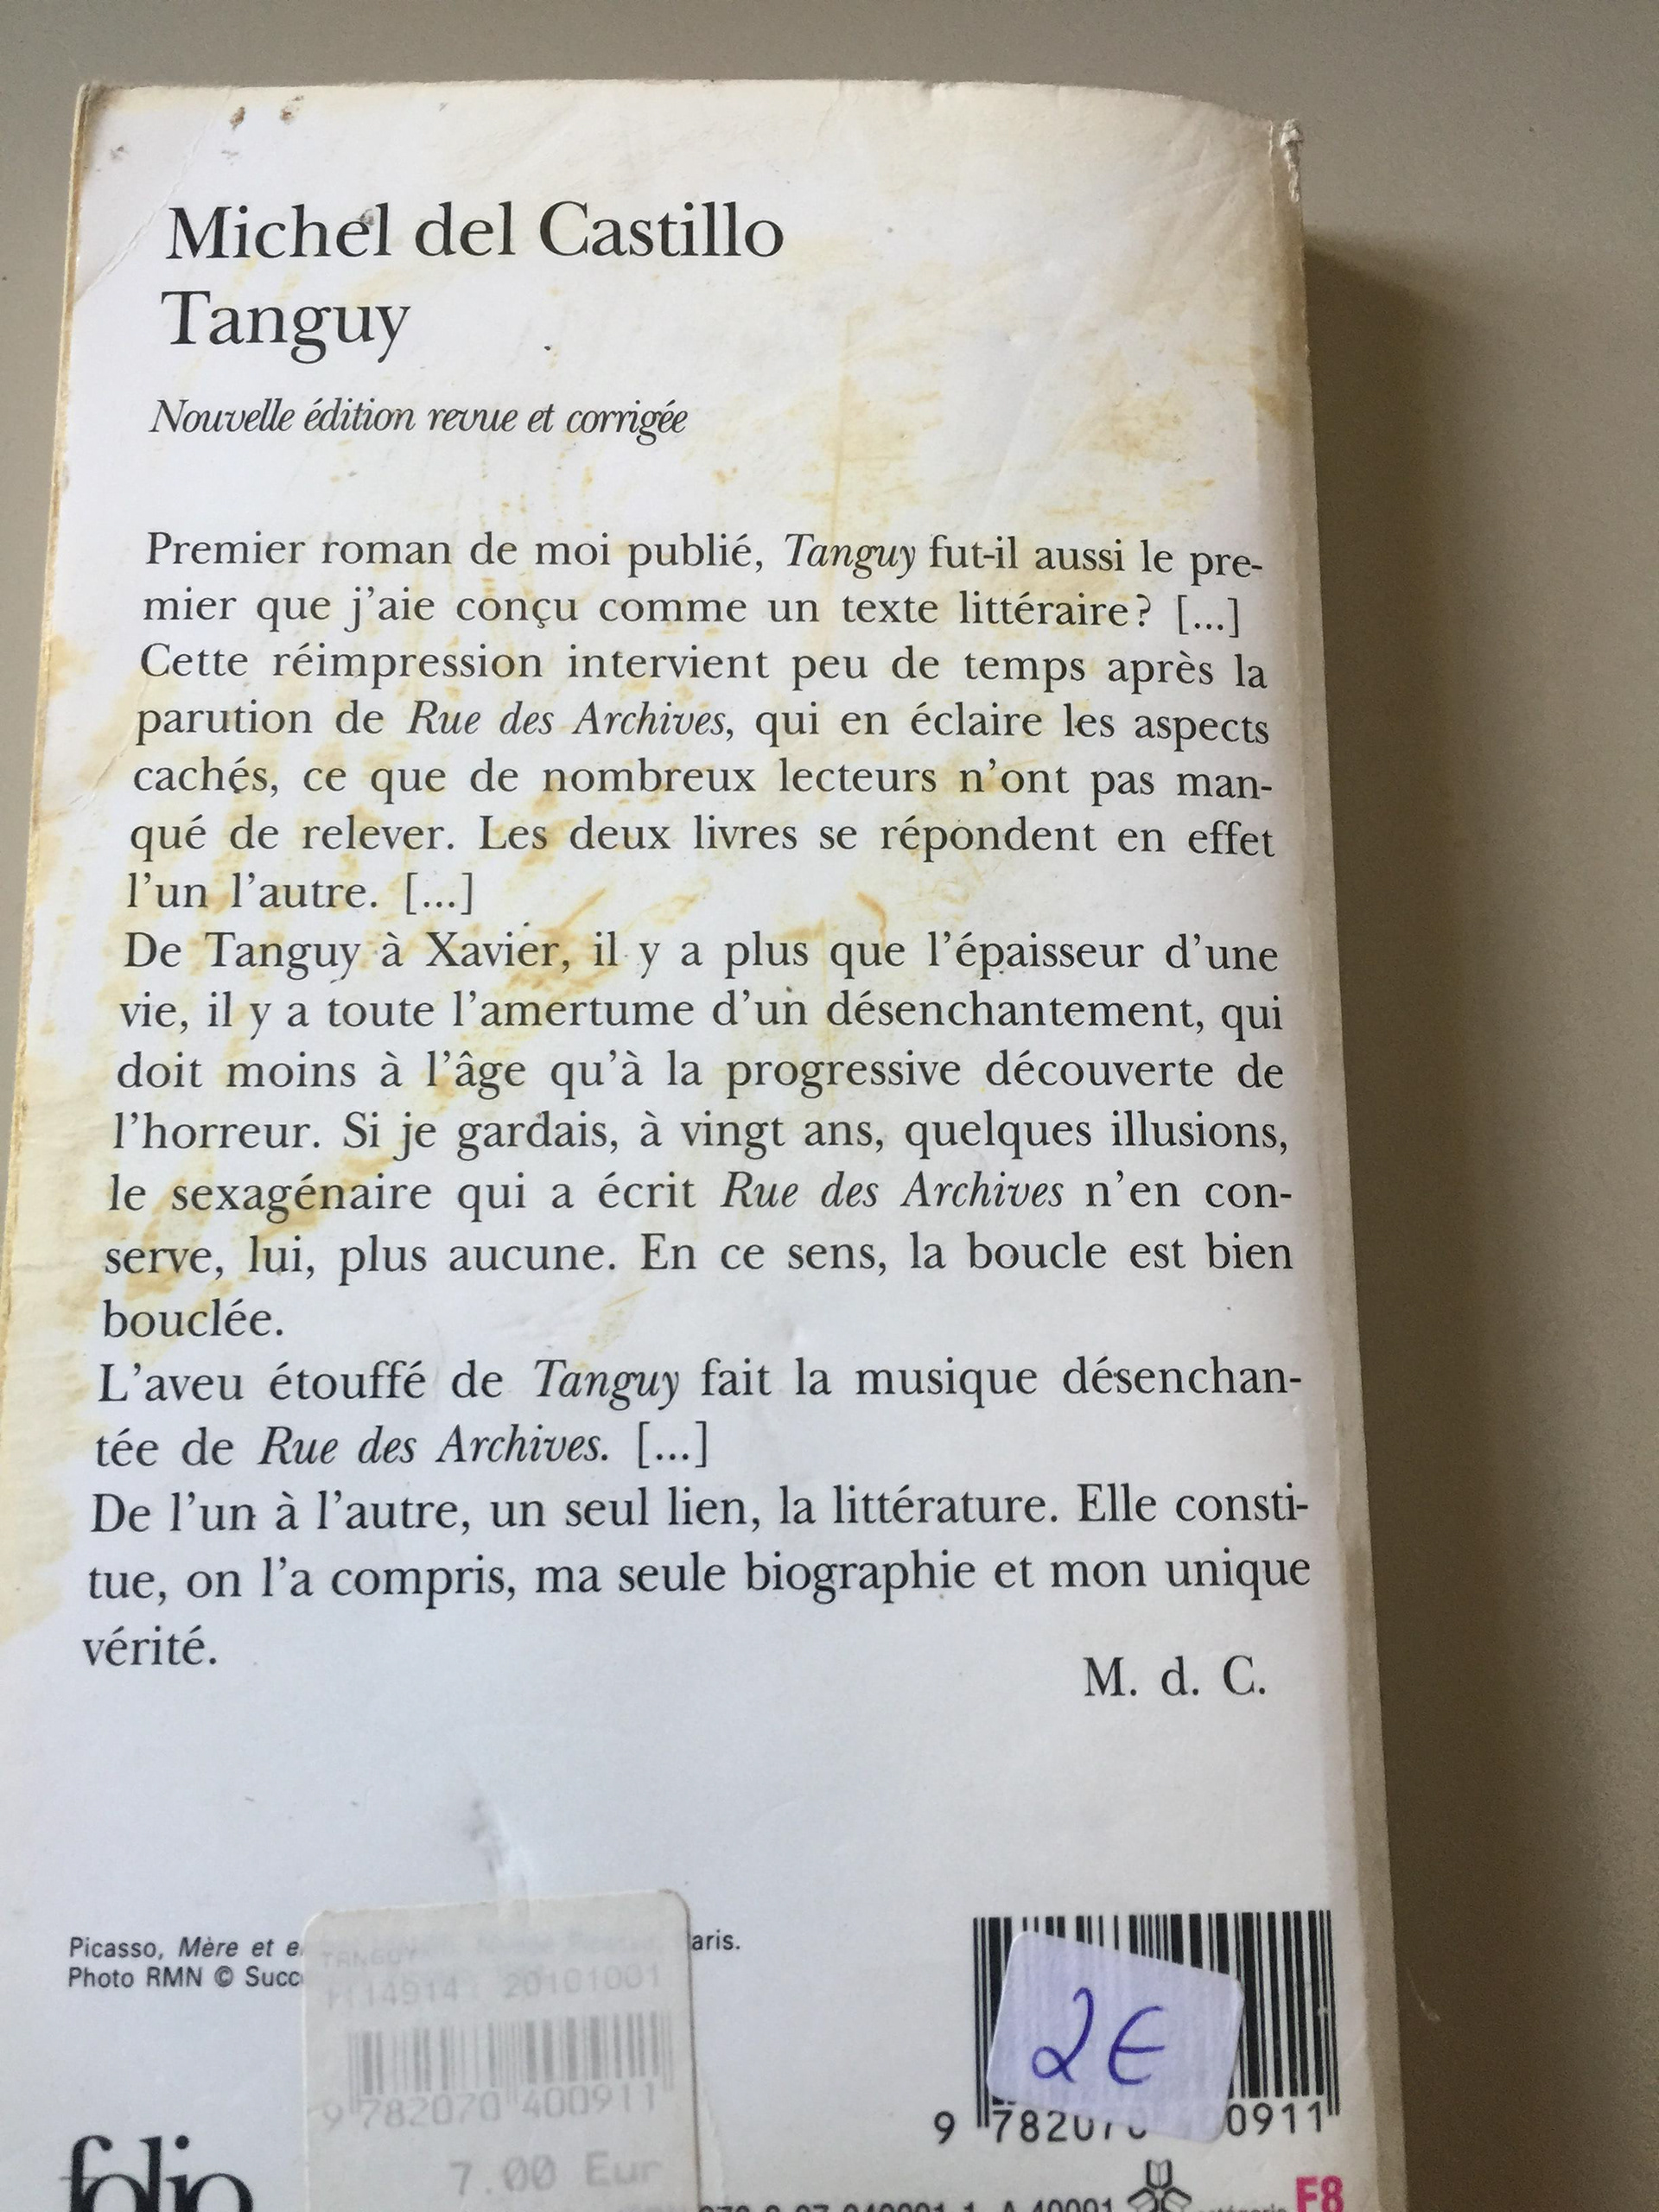 Michel del Castillo
Tanguy
Nouvelle édition revue et corrigée
Premier roman de moi publié, Tanguy fut-il aussi le pre-
mier que j'aie conçu comme un texte littéraire? [...]
Cette réimpression intervient peu de temps après la
parution de Rue des Archives, qui en éclaire les aspects
cachés, ce que de nombreux lecteurs n'ont pas man-
qué de relever. Les deux livres se répondent en effet
l'un l'autre. [...]
De Tanguy à Xavier, il y a plus que l'épaisseur d'une
vie, il y a toute l'amertume d'un désenchantement, qui
doit moins à l'âge qu'à la progressive découverte de
l'horreur. Si je gardais, à vingt ans, quelques illusions,
le sexagénaire qui a écrit Rue des Archives n'en con-
serve, lui, plus aucune. En ce sens, la boucle est bien
bouclée.
L'aveu étouffé de Tanguy fait la musique désenchan-
tée de Rue des Archives. [...]
De l'un à l'autre, un seul lien, la littérature. Elle consti-
tue, on l'a compris, ma seule biographie et mon unique
vérité.
M. d. C.
Picasso, Mère et e
aris.
Photo RMN © Succ
TANGUY
114914 20101001
9 782070 400911
7.00 Eur
2€
9 782070 0911
folio
A 40091
F8